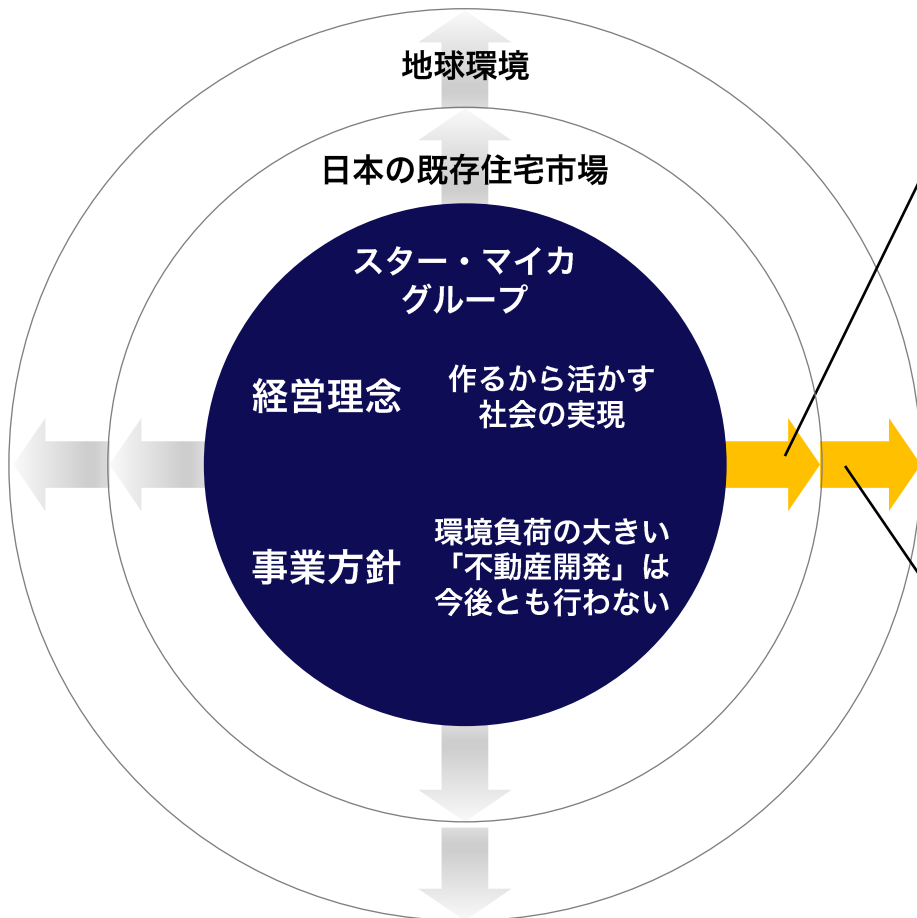 地球環境
日本の既存住宅市場
スター・マイカ
グループ
経営理念
作るから活かす
社会の実現
事業方針
環境負荷の大きい
「不動産開発」は
今後とも行わない